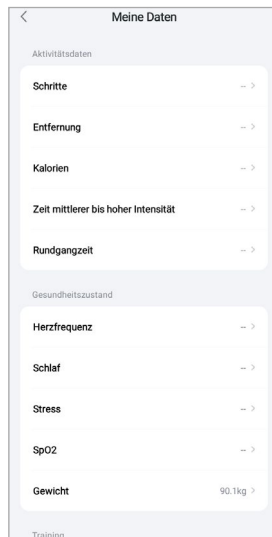 Meine Daten
Aktivitätsdaten
Schritte -- >
Entfernung -- >
Kalorien -- >
Zeit mittlerer bis hoher Intensität -- >
Rundgangzeit -- >
Gesundheitszustand
Herzfrequenz -- >
Schlaf -- >
Stress -- >
SpO2 -- >
Gewicht 90.1kg >
Training